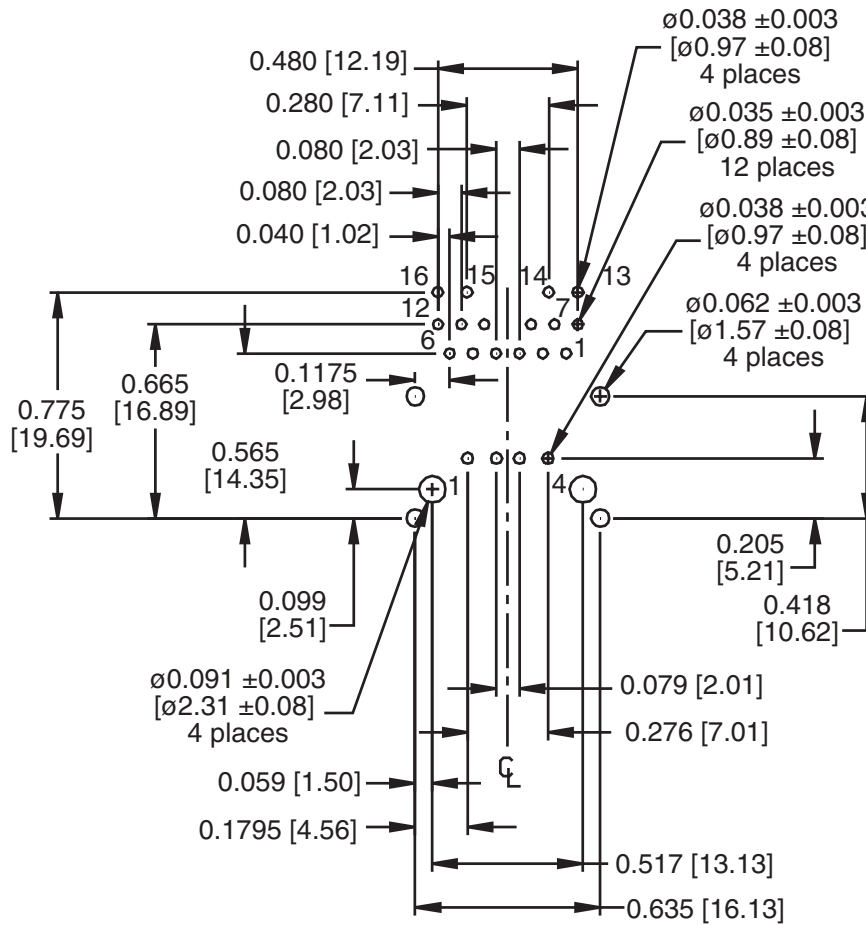 ø0.038 ±0.003
[ø0.97 ±0.08]
4 places
0.480 [12.19]
0.280 [7.11]
ø0.035 ±0.003
[ø0.89 ±0.08]
12 places
0.080 [2.03]
0.080 [2.03]
0.040 [1.02]
ø0.038 ±0.003
[ø0.97 ±0.08]
4 places
16 15 14 13
12 7
6 1
ø0.062 ±0.003
[ø1.57 ±0.08]
4 places
0.1175
[2.98]
0.665
[16.89]
0.775
[19.69]
0.565
[14.35]
1 4
0.205
[5.21]
0.099
[2.51]
0.418
[10.62]
ø0.091 ±0.003
[ø2.31 ±0.08]
4 places
0.079 [2.01]
0.276 [7.01]
CL
0.059 [1.50]
0.1795 [4.56]
0.517 [13.13]
0.635 [16.13]